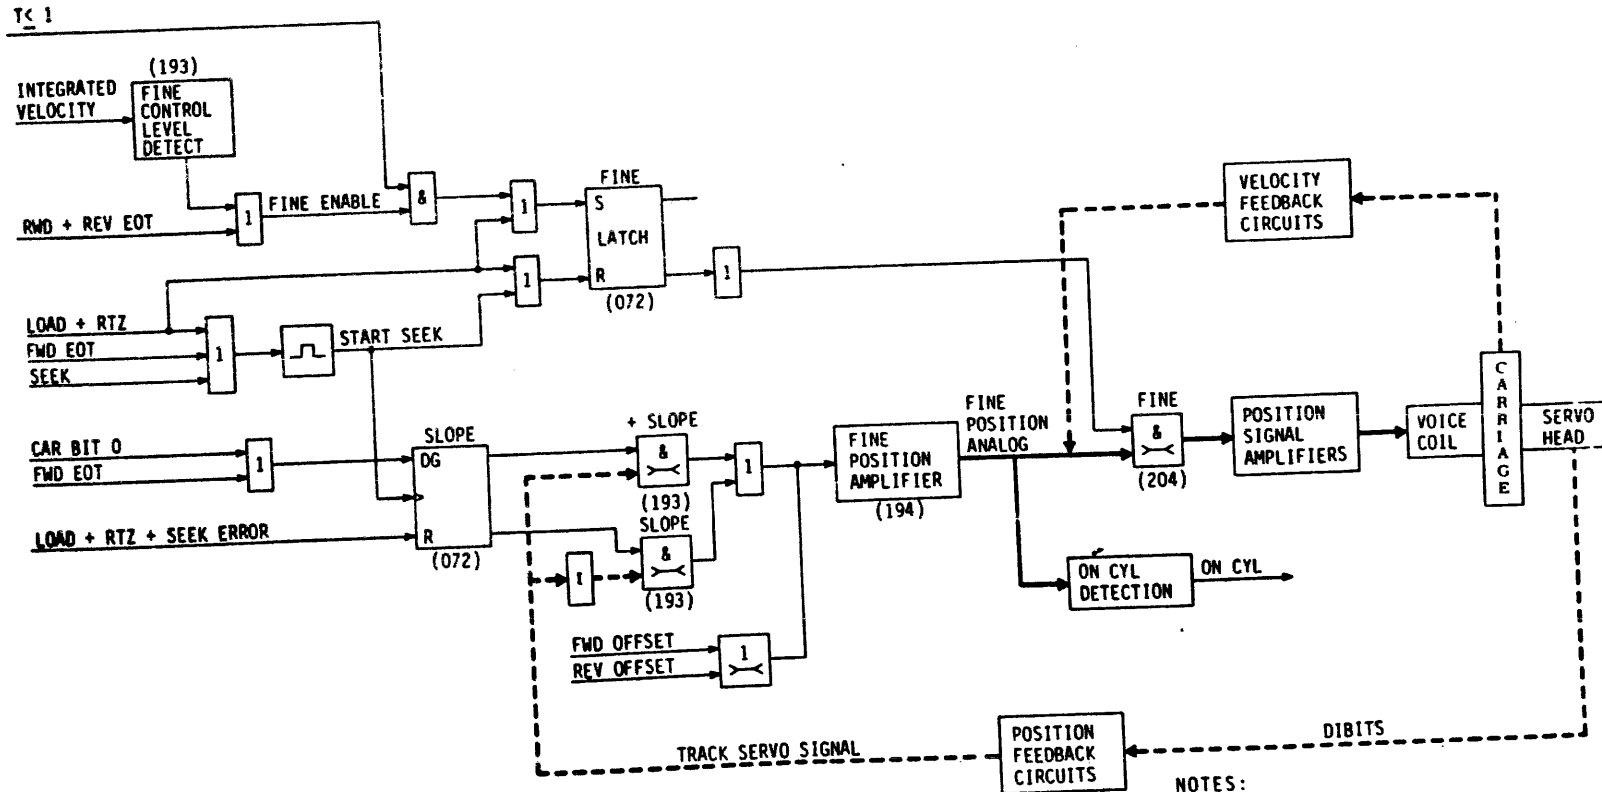 T≤ 1
(193)
INTEGRATED
VELOCITY
FINE
CONTROL
LEVEL
DETECT
RWD + REV EOT
1
FINE ENABLE
&
1
FINE
S
LATCH
R
(072)
1
1
VELOCITY
FEEDBACK
CIRCUITS
LOAD + RTZ
FWD EOT
SEEK
1
START SEEK
CAR BIT 0
FWD EOT
1
LOAD + RTZ + SEEK ERROR
SLOPE
DG
R
(072)
+ SLOPE
&
(193)
SLOPE
&
(193)
I
1
FWD OFFSET
REV OFFSET
1
FINE
POSITION
AMPLIFIER
(194)
FINE
POSITION
ANALOG
FINE
&
(204)
POSITION
SIGNAL
AMPLIFIERS
VOICE
COIL
CARRIAGE
SERVO
HEAD
ON CYL
DETECTION
ON CYL
TRACK SERVO SIGNAL
POSITION
FEEDBACK
CIRCUITS
DIBITS
NOTES: